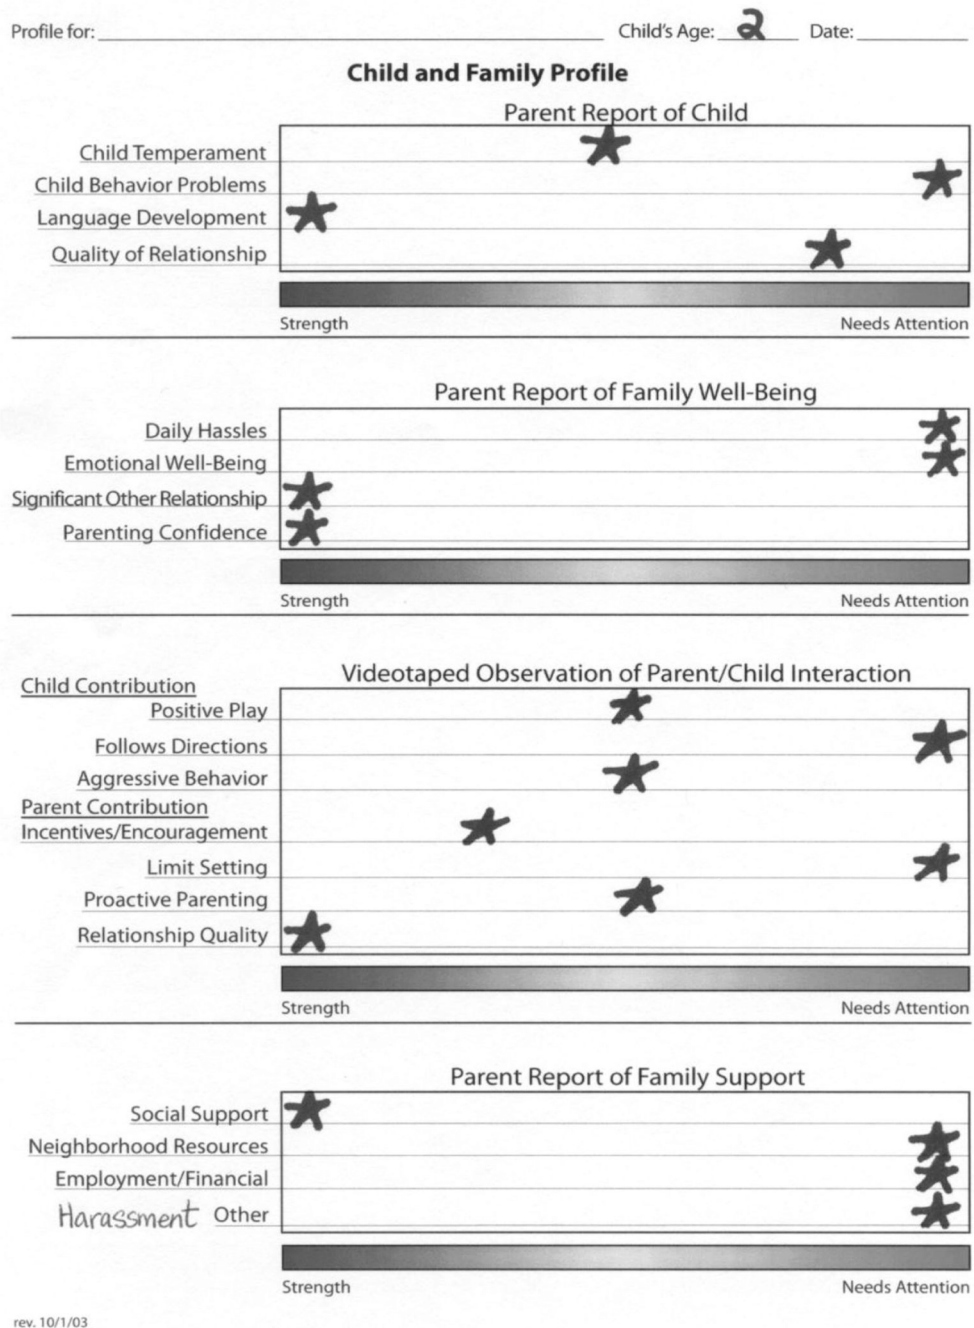 Profile for: Child's Age: 2 Date:
Child and Family Profile
Parent Report of Child
Child Temperament
Child Behavior Problems
Language Development
Quality of Relationship
Strength Needs Attention
Parent Report of Family Well-Being
Daily Hassles
Emotional Well-Being
Significant Other Relationship
Parenting Confidence
Strength Needs Attention
Videotaped Observation of Parent/Child Interaction
Child Contribution
Positive Play
Follows Directions
Aggressive Behavior
Parent Contribution
Incentives/Encouragement
Limit Setting
Proactive Parenting
Relationship Quality
Strength Needs Attention
Parent Report of Family Support
Social Support
Neighborhood Resources
Employment/Financial
Harassment Other
Strength Needs Attention
rev. 10/1/03